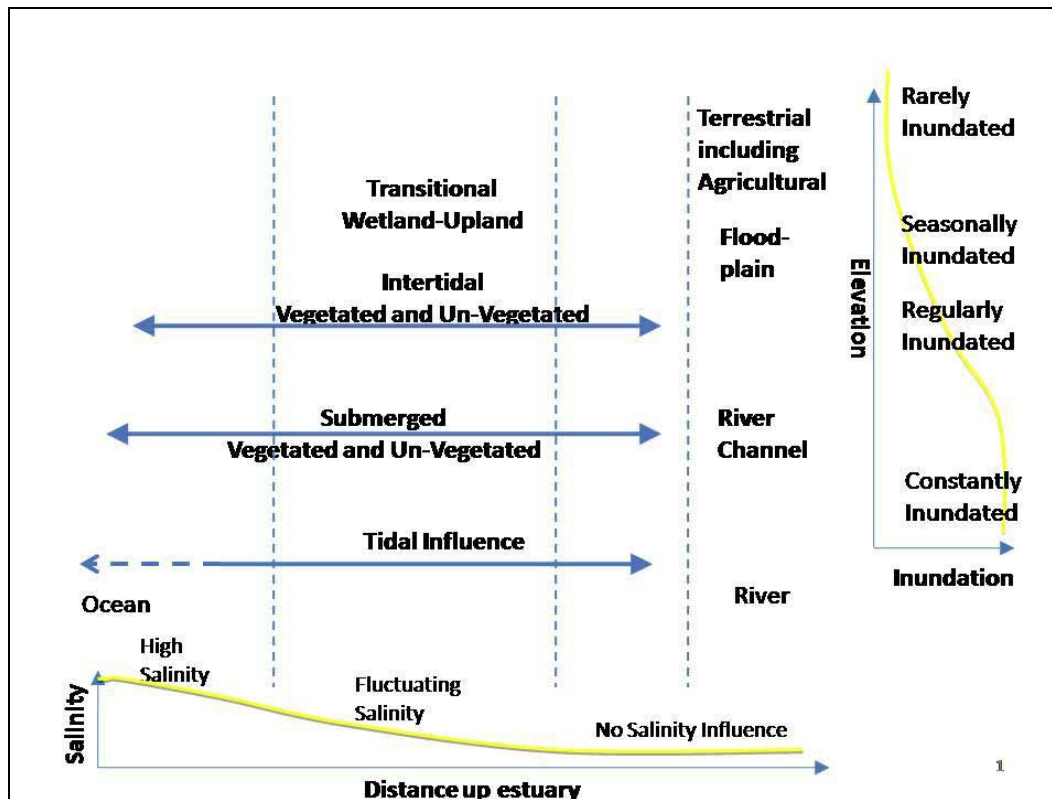 Rarely
Inundated
Terrestrial
including
Agricultural
Transitional
Wetland-Upland
Seasonally
Inundated
Flood-
plain
Elevation
Intertidal
Vegetated and Un-Vegetated
Regularly
Inundated
Submerged
Vegetated and Un-Vegetated
River
Channel
Constantly
Inundated
Tidal Influence
Inundation
River
Ocean
High
Salinity
Fluctuating
Salinity
No Salinity Influence
Salinity
Distance up estuary
1